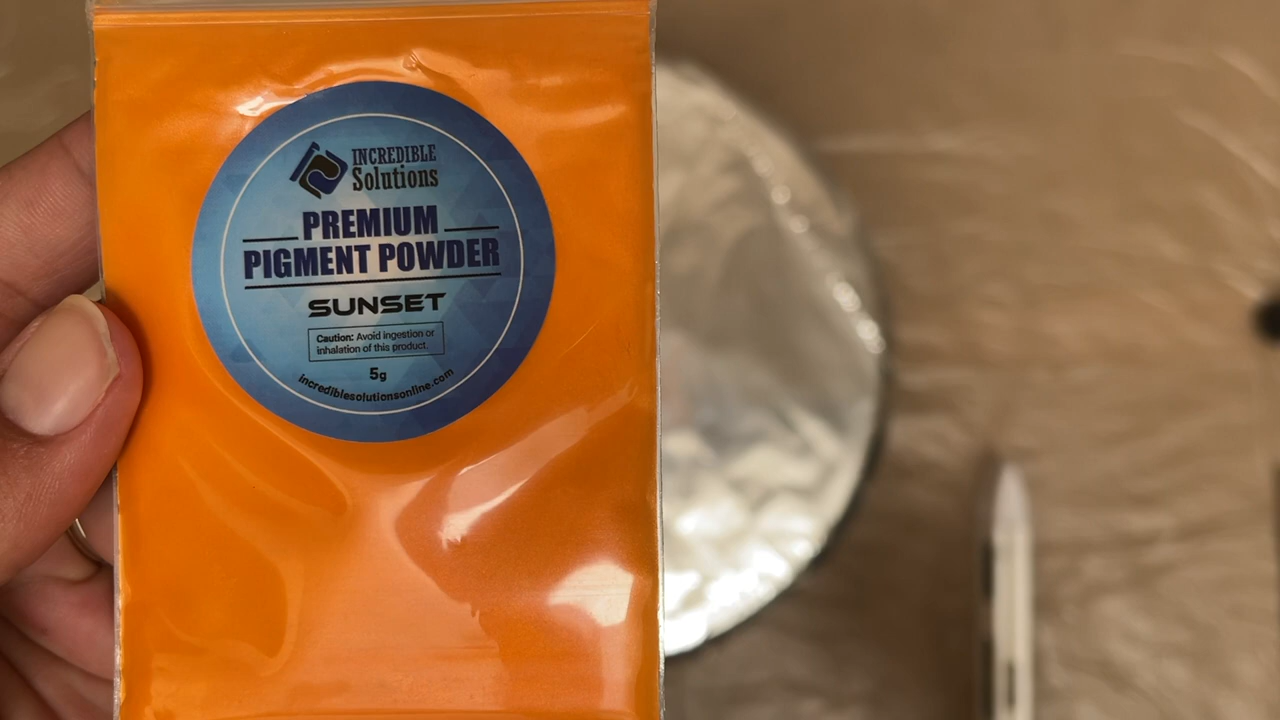 INCREDIBLE
Solutions
PREMIUM
PIGMENT POWDER
SUNSET
Caution: Avoid ingestion or
inhalation of this product.
5g
incrediblesolutionsonline.com